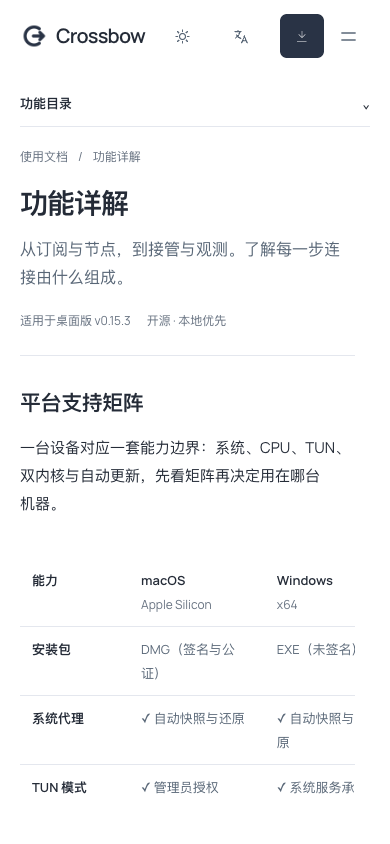 Crossbow
功能目录
使用文档 / 功能详解
功能详解
从订阅与节点，到接管与观测。了解每一步连
接由什么组成。
适用于桌面版 v0.15.3 开源 · 本地优先
平台支持矩阵
一台设备对应一套能力边界：系统、CPU、TUN、
双内核与自动更新，先看矩阵再决定用在哪台
机器。
能力 macOS Windows
Apple Silicon x64
安装包 DMG（签名与公 EXE（未签名）
证）
系统代理 ✓ 自动快照与还原 ✓ 自动快照与
原
TUN 模式 ✓ 管理员授权 ✓ 系统服务承